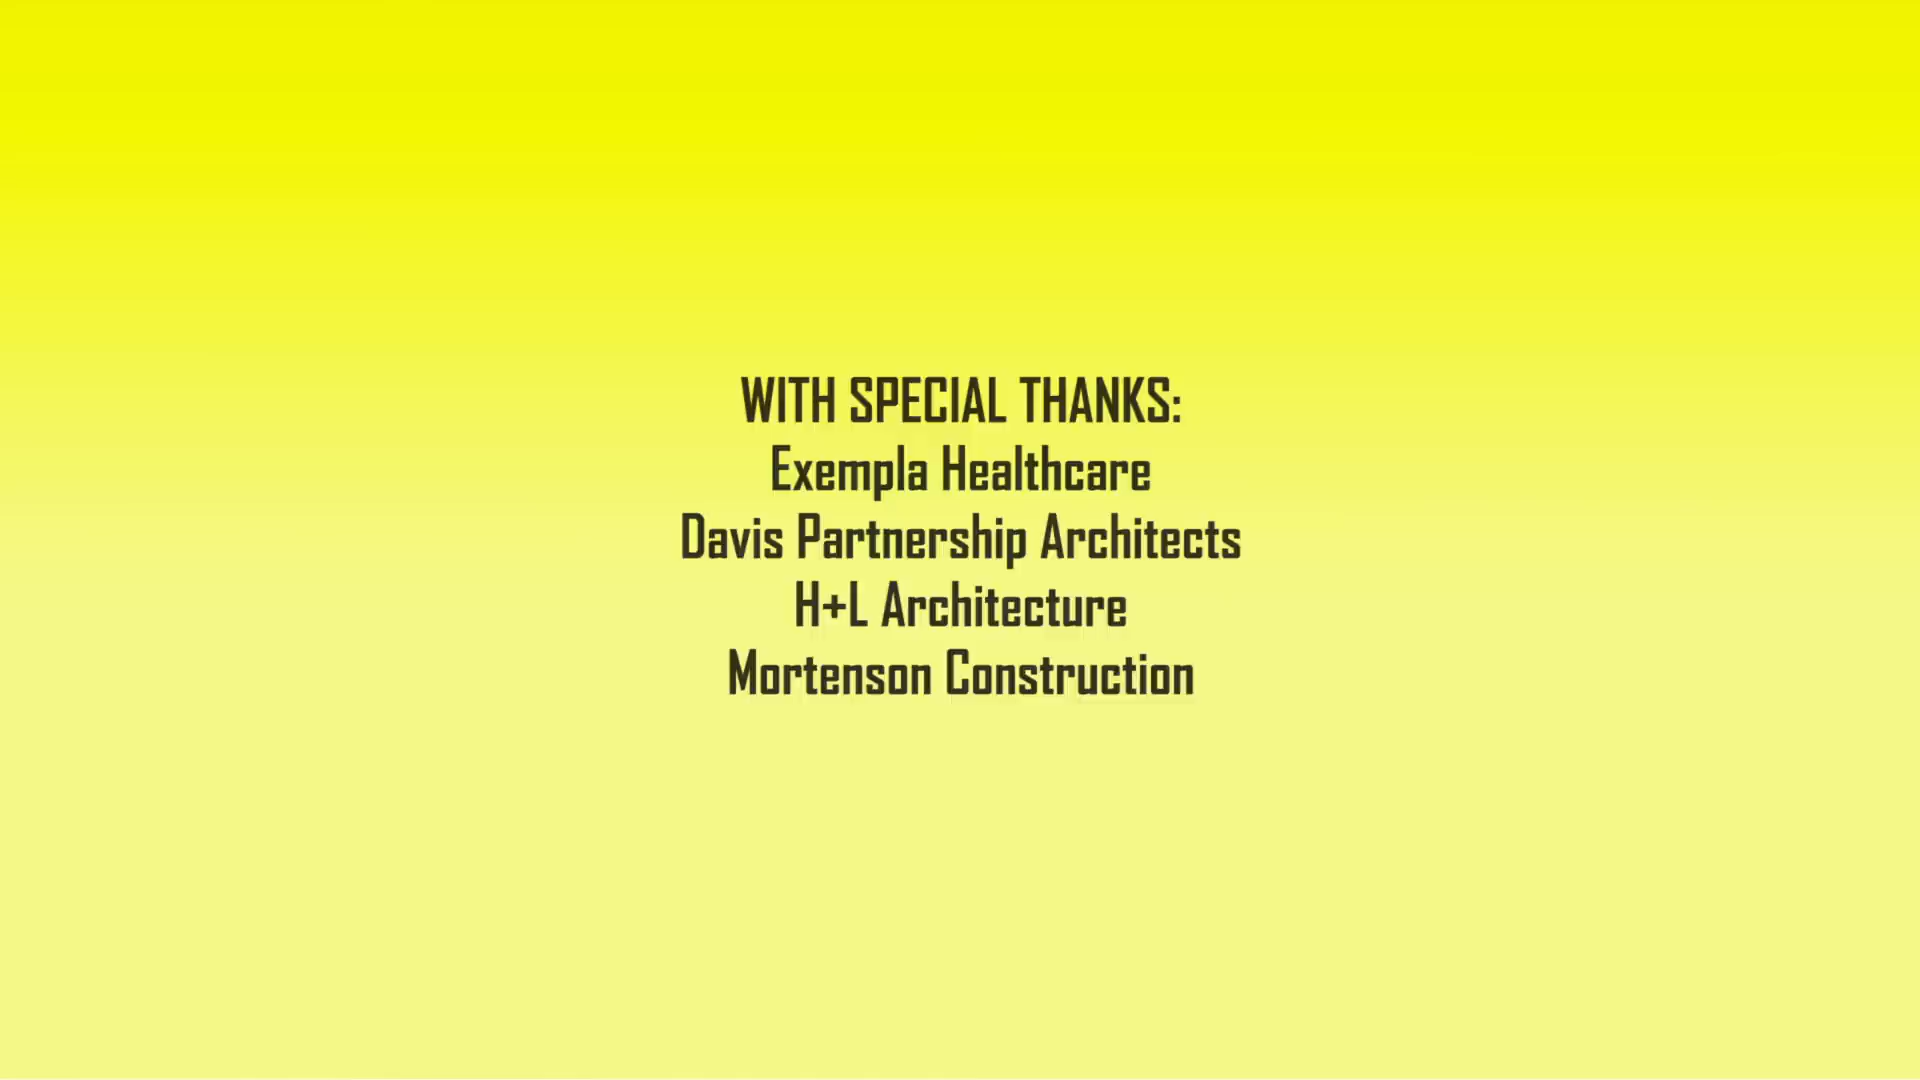 WITH SPECIAL THANKS:
Exempla Healthcare
Davis Partnership Architects
H+L Architecture
Mortenson Construction